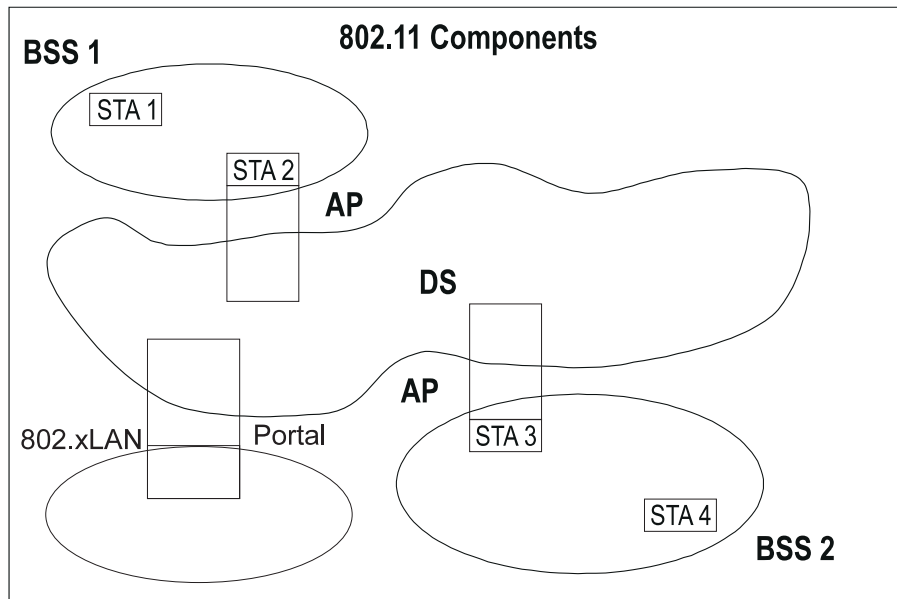 802.11 Components
BSS 1
STA 1
STA 2
AP
DS
AP
802.xLAN
Portal
STA 3
STA 4
BSS 2